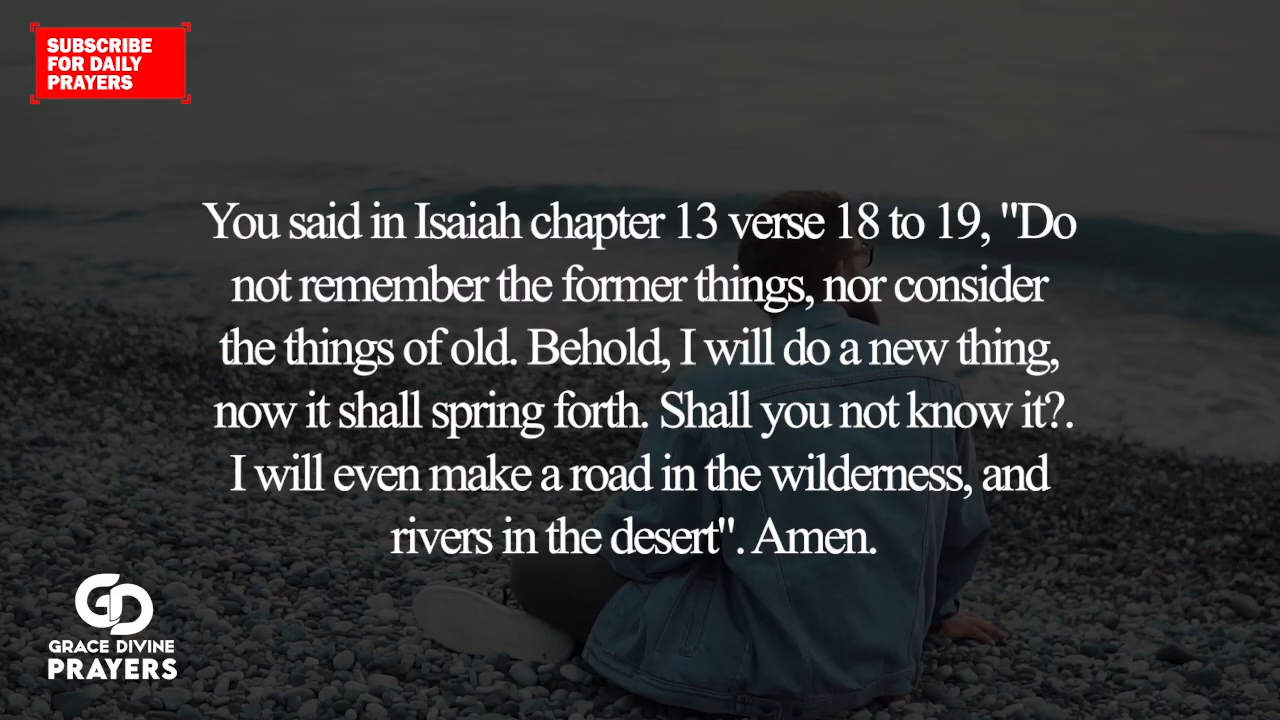 SUBSCRIBE
FOR DAILY
PRAYERS
You said in Isaiah chapter 13 verse 18 to 19, "Do
not remember the former things, nor consider
the things of old. Behold, I will do a new thing,
now it shall spring forth. Shall you not know it?.
I will even make a road in the wilderness, and
rivers in the desert". Amen.
GD
GRACE DIVINE
PRAYERS